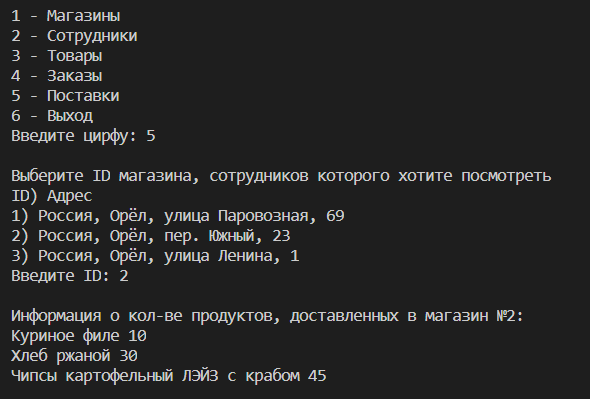 1 - Магазины
2 - Сотрудники
3 - Товары
4 - Заказы
5 - Поставки
6 - Выход
Введите цирфу: 5
Выберите ID магазина, сотрудников которого хотите посмотреть
ID) Адрес
1) Россия, Орёл, улица Паровозная, 69
2) Россия, Орёл, пер. Южный, 23
3) Россия, Орёл, улица Ленина, 1
Введите ID: 2
Информация о кол-ве продуктов, доставленных в магазин №2:
Куриное филе 10
Хлеб ржаной 30
Чипсы картофельный ЛЭЙЗ с крабом 45